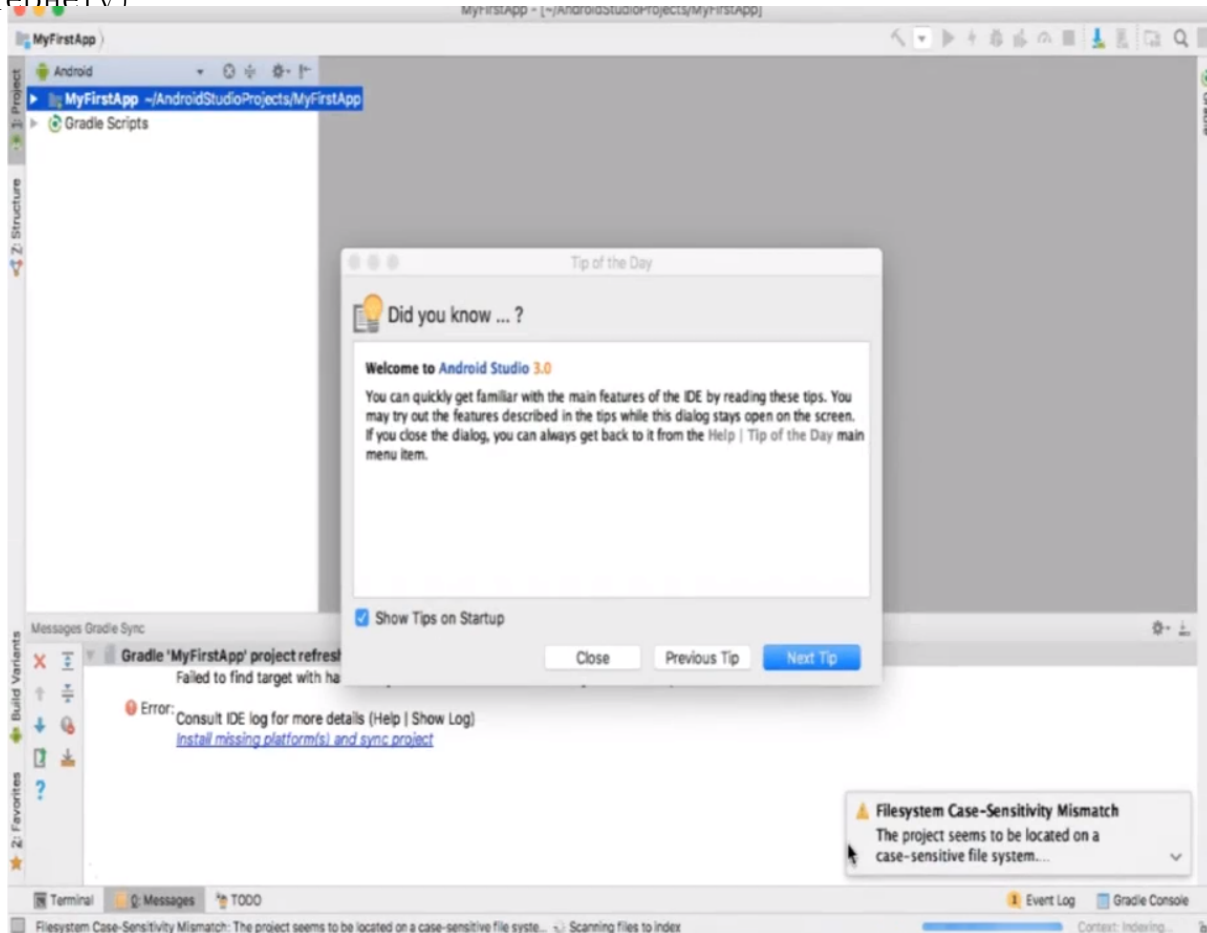 MyFirstApp - [~/AndroidStudioProjects/MyFirstApp]
MyFirstApp
Android
1: Project
MyFirstApp ~/AndroidStudioProjects/MyFirstApp
Gradle Scripts
Z: Structure
Tip of the Day
Did you know ... ?
Welcome to Android Studio 3.0
You can quickly get familiar with the main features of the IDE by reading these tips. You
may try out the features described in the tips while this dialog stays open on the screen.
If you close the dialog, you can always get back to it from the Help | Tip of the Day main
menu item.
Show Tips on Startup
Close Previous Tip Next Tip
Messages Gradle Sync
Build Variants
Gradle 'MyFirstApp' project refresh
Failed to find target with ha
Error:
Consult IDE log for more details (Help | Show Log)
Install missing platform(s) and sync project
2: Favorites
Filesystem Case-Sensitivity Mismatch
The project seems to be located on a
case-sensitive file system....
Terminal 0: Messages TODO
1 Event Log Gradle Console
Filesystem Case-Sensitivity Mismatch: The project seems to be located on a case-sensitive file syste... Scanning files to index
Context: Indexing...